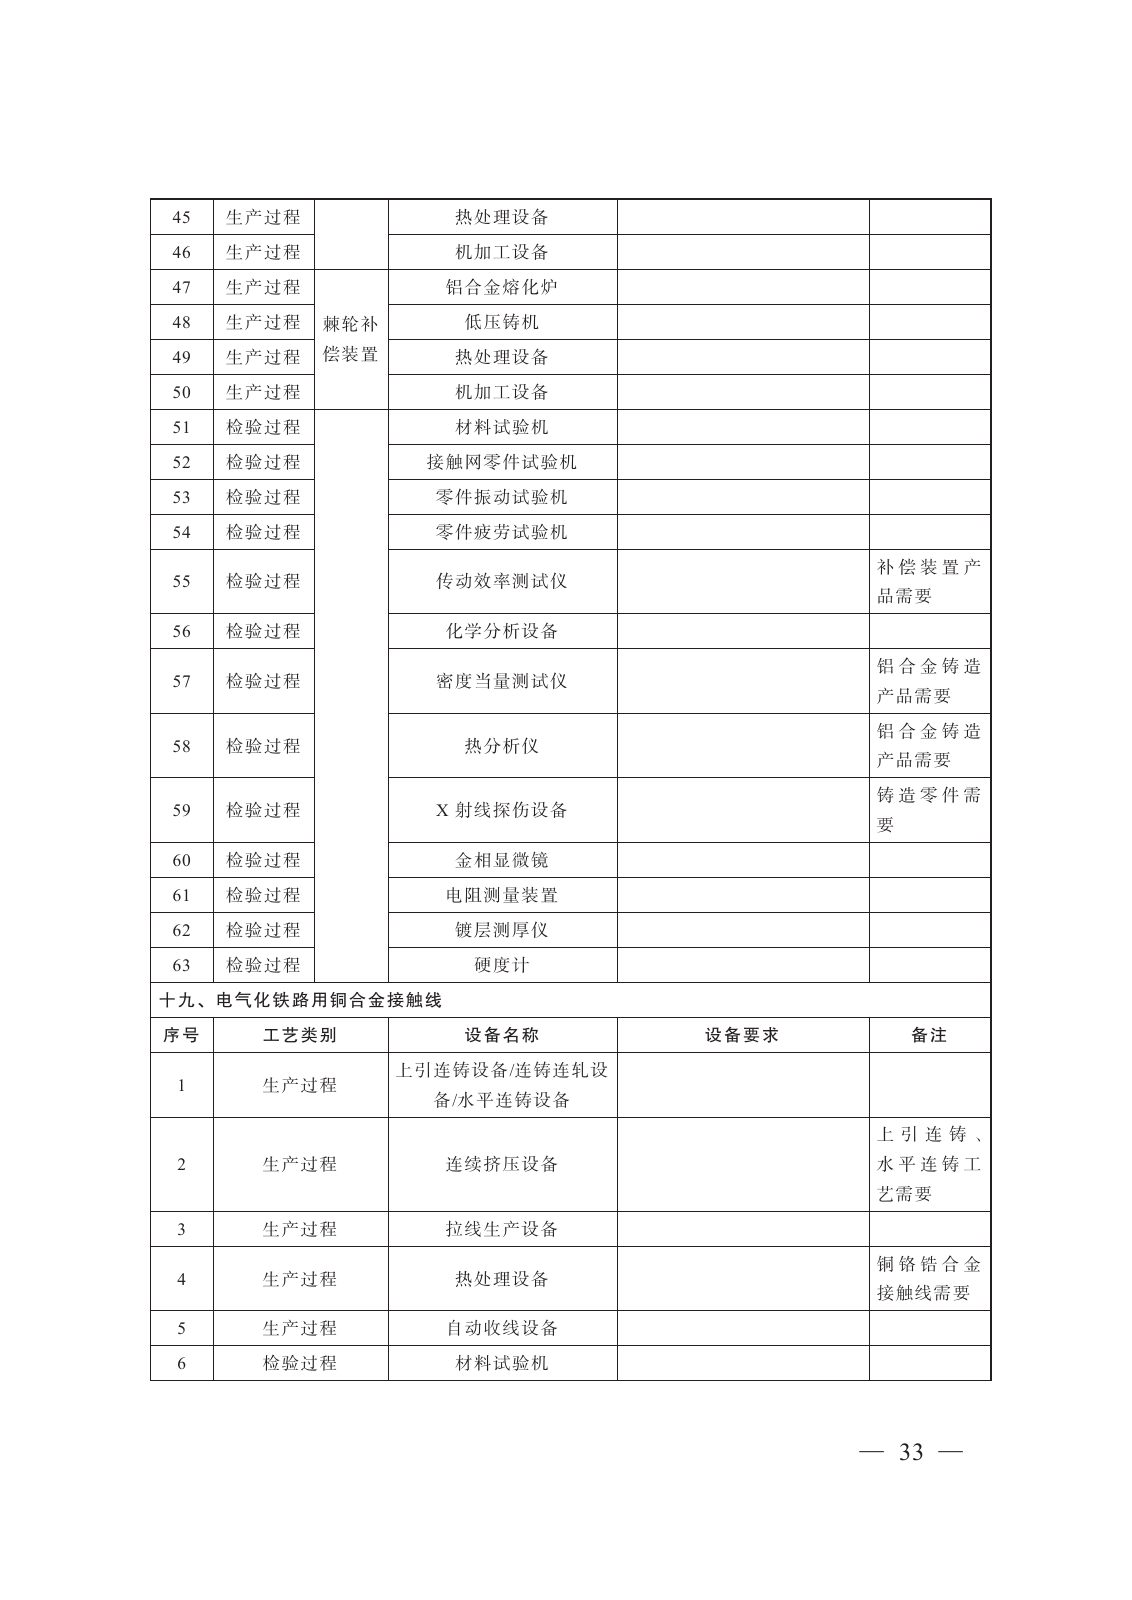 45 生产过程 热处理设备
46 生产过程 机加工设备
47 生产过程 铝合金熔化炉
48 生产过程 棘轮补 低压铸机
49 生产过程 偿装置 热处理设备
50 生产过程 机加工设备
51 检验过程 材料试验机
52 检验过程 接触网零件试验机
53 检验过程 零件振动试验机
54 检验过程 零件疲劳试验机
55 检验过程 传动效率测试仪 补偿装置产
品需要
56 检验过程 化学分析设备
57 检验过程 密度当量测试仪 铝合金铸造
产品需要
58 检验过程 热分析仪 铝合金铸造
产品需要
59 检验过程 X 射线探伤设备 铸造零件需
要
60 检验过程 金相显微镜
61 检验过程 电阻测量装置
62 检验过程 镀层测厚仪
63 检验过程 硬度计
十九、电气化铁路用铜合金接触线
序号 工艺类别 设备名称 设备要求 备注
1 生产过程 上引连铸设备/连铸连轧设
备/水平连铸设备
2 生产过程 连续挤压设备 上引连铸、
水平连铸工
艺需要
3 生产过程 拉线生产设备
4 生产过程 热处理设备 铜铬锆合金
接触线需要
5 生产过程 自动收线设备
6 检验过程 材料试验机
— 33 —